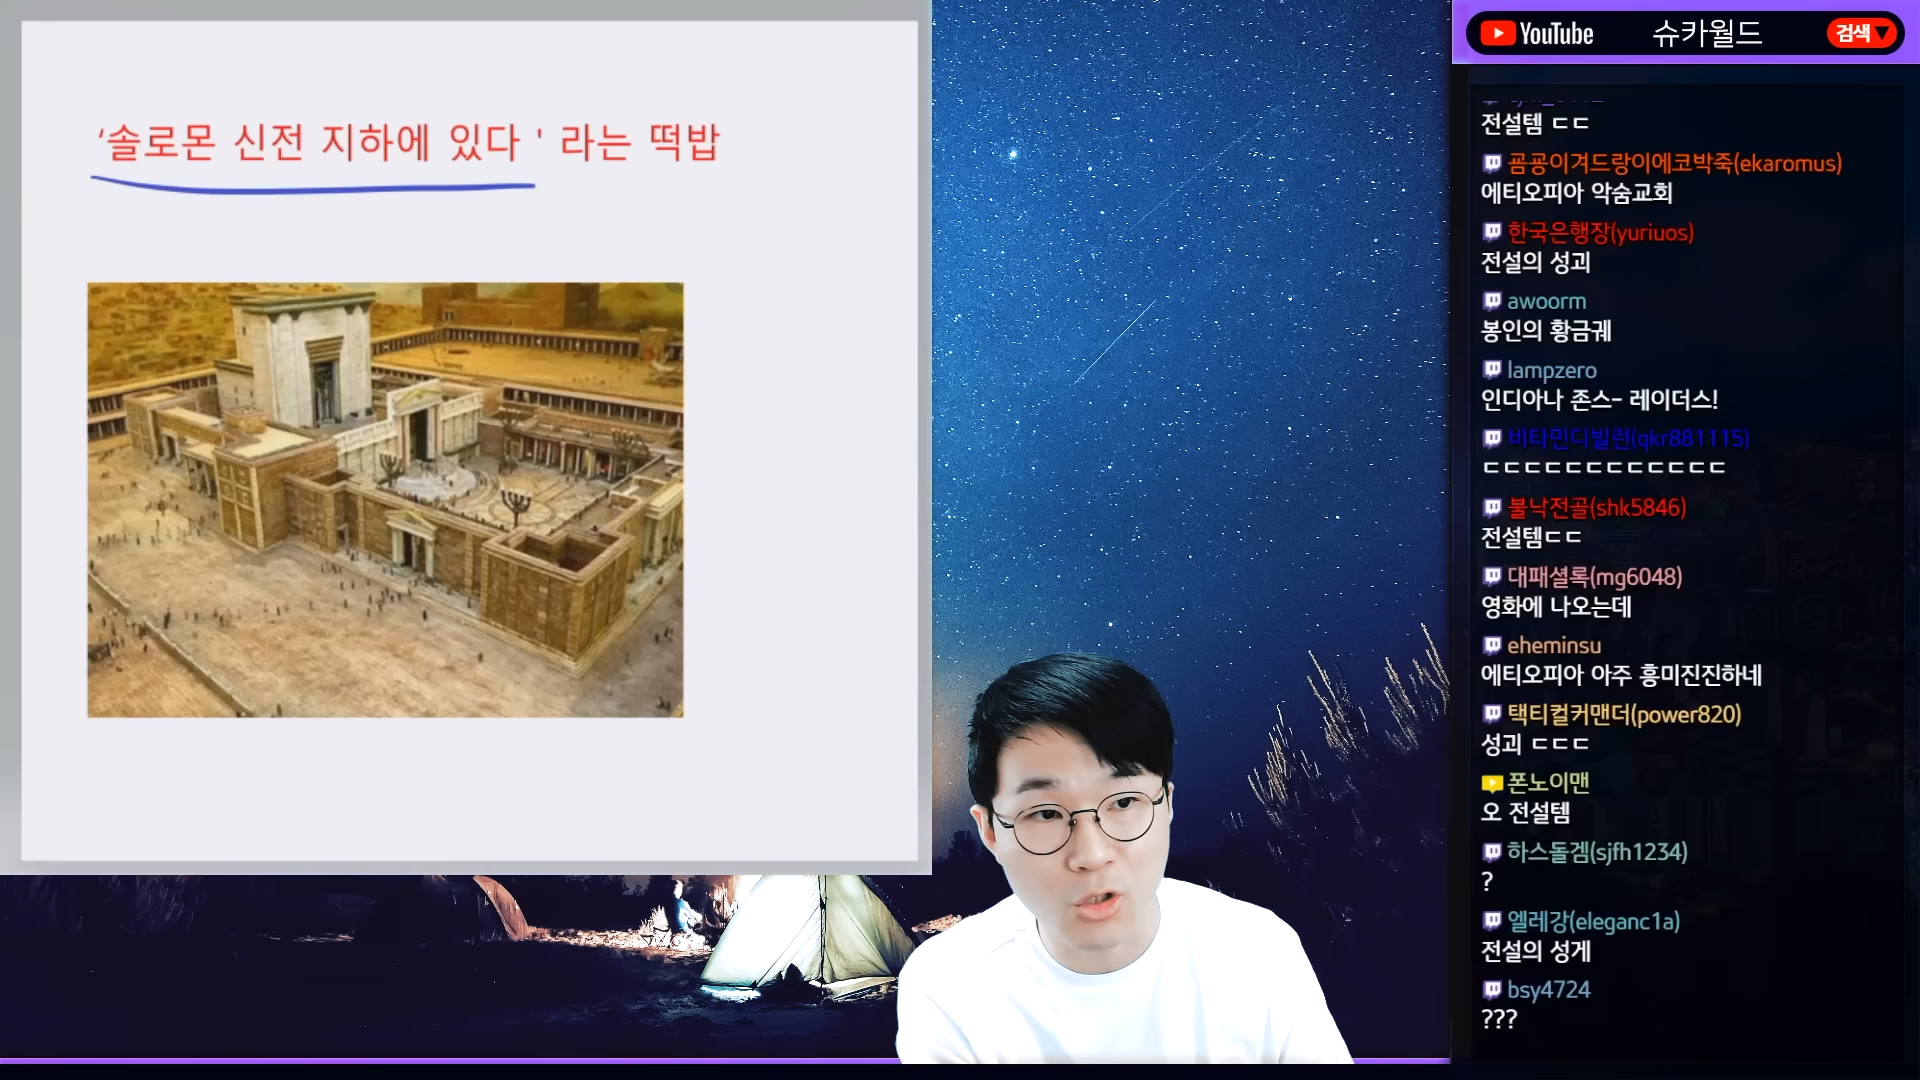 '솔로몬 신전 지하에 있다 ' 라는 떡밥
YouTube 슈카월드 검색▼
전설템 ㄷㄷ
굠굥이겨드랑이에코박죽(ekaromus)
에티오피아 악숨교회
한국은행장(yuriuos)
전설의 성괴
awoorm
봉인의 황금궤
lampzero
인디아나 존스- 레이더스!
비타민디빌런(qkr881115)
ㄷㄷㄷㄷㄷㄷㄷㄷㄷㄷㄷㄷ
불낙전골(shk5846)
전설템ㄷㄷ
대패셜록(mg6048)
영화에 나오는데
eheminsu
에티오피아 아주 흥미진진하네
택티컬커맨더(power820)
성괴 ㄷㄷㄷ
폰노이맨
오 전설템
하스돌겜(sjfh1234)
?
엘레강(eleganc1a)
전설의 성게
bsy4724
???